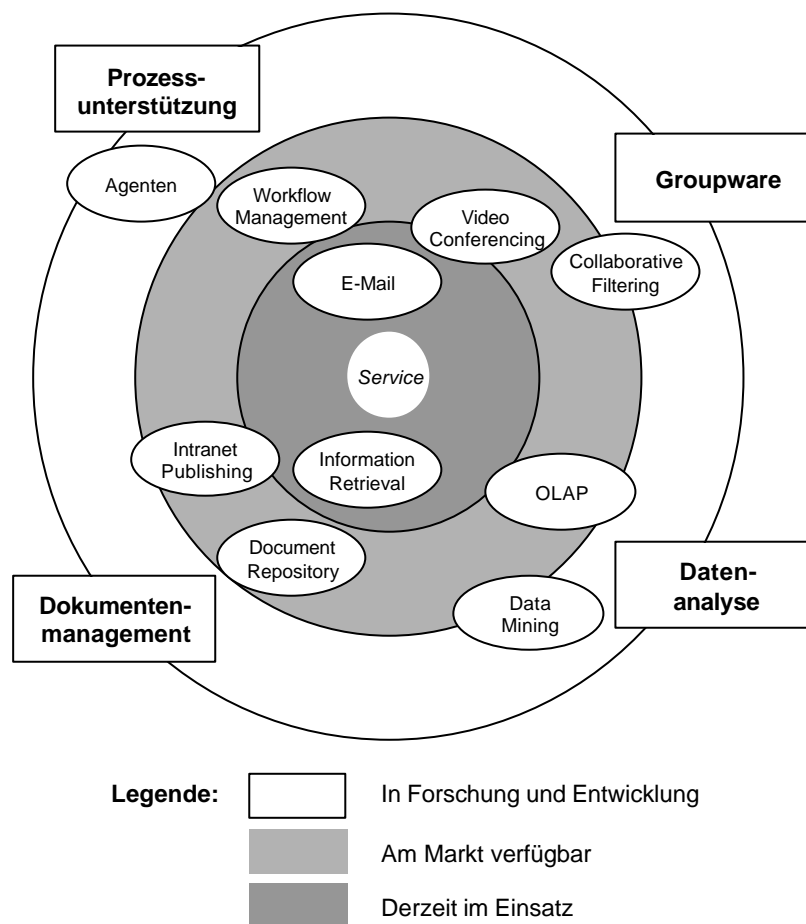 Prozess-
unterstützung
Groupware
Agenten
Workflow
Management
Video
Conferencing
Collaborative
Filtering
E-Mail
Service
Intranet
Publishing
Information
Retrieval
OLAP
Document
Repository
Data
Mining
Dokumenten-
management
Daten-
analyse
Legende:
In Forschung und Entwicklung
Am Markt verfügbar
Derzeit im Einsatz